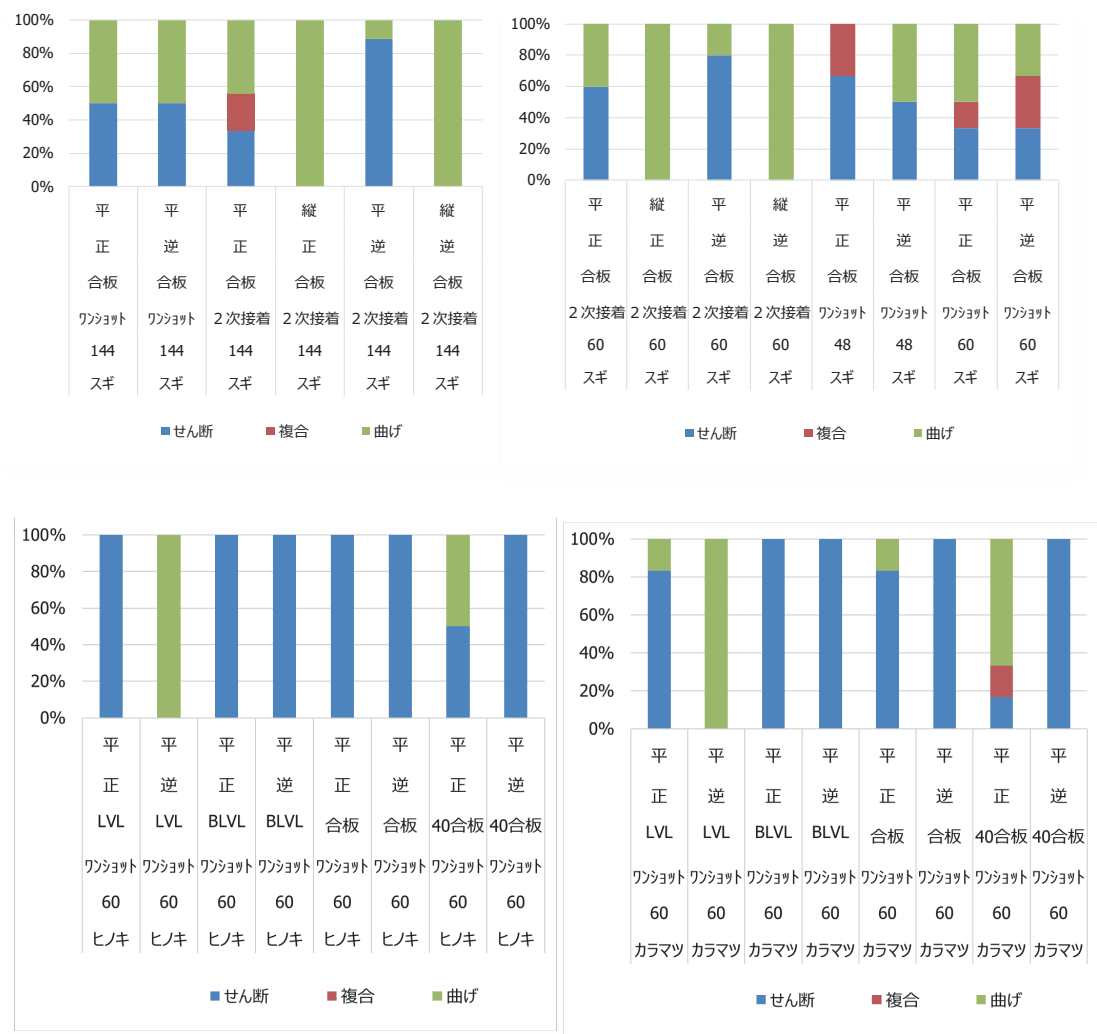 100%
80%
60%
40%
20%
0%
平 平 平 縦 平 縦
正 逆 正 正 逆 逆
合板 合板 合板 合板 合板 合板
ﾜﾝｼｮｯﾄ ﾜﾝｼｮｯﾄ 2次接着 2次接着 2次接着 2次接着
144 144 144 144 144 144
スギ スギ スギ スギ スギ スギ
せん断 複合 曲げ
100%
80%
60%
40%
20%
0%
平 縦 平 縦 平 平 平 平
正 正 逆 逆 正 逆 正 逆
合板 合板 合板 合板 合板 合板 合板 合板
2次接着 2次接着 2次接着 2次接着 ﾜﾝｼｮｯﾄ ﾜﾝｼｮｯﾄ ﾜﾝｼｮｯﾄ ﾜﾝｼｮｯﾄ
60 60 60 60 48 48 60 60
スギ スギ スギ スギ スギ スギ スギ スギ
せん断 複合 曲げ
100%
80%
60%
40%
20%
0%
平 平 平 平 平 平 平 平
正 逆 正 逆 正 逆 正 逆
LVL LVL BLVL BLVL 合板 合板 40合板 40合板
ﾜﾝｼｮｯﾄ ﾜﾝｼｮｯﾄ ﾜﾝｼｮｯﾄ ﾜﾝｼｮｯﾄ ﾜﾝｼｮｯﾄ ﾜﾝｼｮｯﾄ ﾜﾝｼｮｯﾄ ﾜﾝｼｮｯﾄ
60 60 60 60 60 60 60 60
ヒノキ ヒノキ ヒノキ ヒノキ ヒノキ ヒノキ ヒノキ ヒノキ
せん断 複合 曲げ
100%
80%
60%
40%
20%
0%
平 平 平 平 平 平 平 平
正 逆 正 逆 正 逆 正 逆
LVL LVL BLVL BLVL 合板 合板 40合板 40合板
ﾜﾝｼｮｯﾄ ﾜﾝｼｮｯﾄ ﾜﾝｼｮｯﾄ ﾜﾝｼｮｯﾄ ﾜﾝｼｮｯﾄ ﾜﾝｼｮｯﾄ ﾜﾝｼｮｯﾄ ﾜﾝｼｮｯﾄ
60 60 60 60 60 60 60 60
カラマツ カラマツ カラマツ カラマツ カラマツ カラマツ カラマツ カラマツ
せん断 複合 曲げ